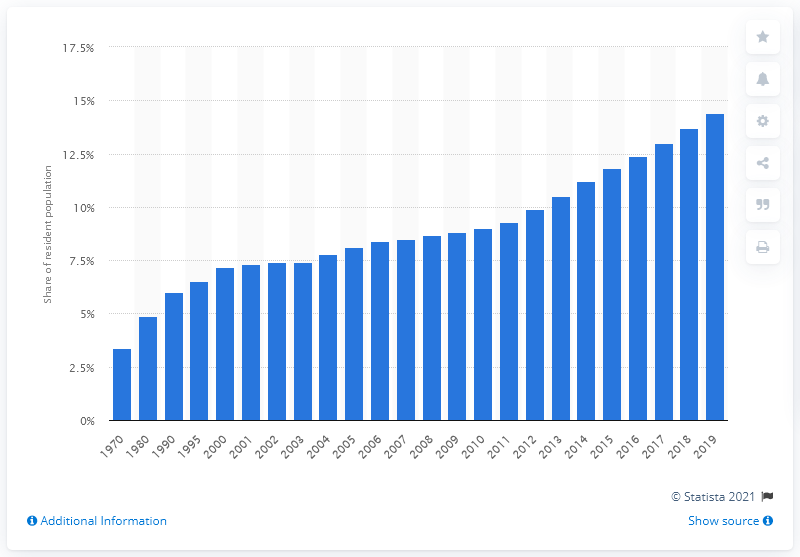 17.5%
15%
12.5%
10%
7.5%
5%
2.5%
0%
Share of resident population
1970 1980 1990 1995 2000 2001 2002 2003 2004 2005 2006 2007 2008 2009 2010 2011 2012 2013 2014 2015 2016 2017 2018 2019
© Statista 2021
Additional Information
Show source